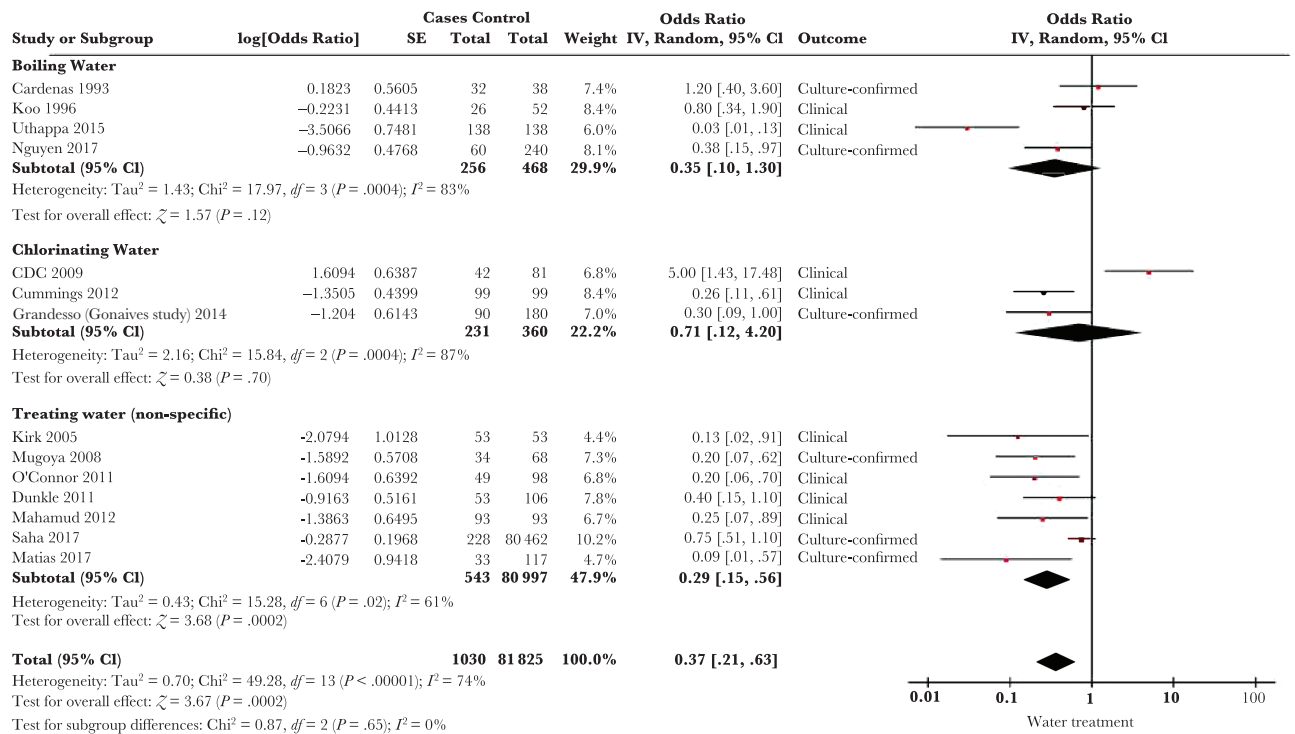 Cases Control Odds Ratio Odds Ratio
Study or Subgroup log[Odds Ratio] SE Total Total Weight IV, Random, 95% Cl Outcome IV, Random, 95% Cl
Boiling Water
Cardenas 1993 0.1823 0.5605 32 38 7.4% 1.20 [.40, 3.60] Culture-confirmed
Koo 1996 −0.2231 0.4413 26 52 8.4% 0.80 [.34, 1.90] Clinical
Uthappa 2015 −3.5066 0.7481 138 138 6.0% 0.03 [.01, .13] Clinical
Nguyen 2017 −0.9632 0.4768 60 240 8.1% 0.38 [.15, .97] Culture-confirmed
Subtotal (95% Cl) 256 468 29.9% 0.35 [.10, 1.30]
Heterogeneity: Tau² = 1.43; Chi² = 17.97, df = 3 (P = .0004); I² = 83%
Test for overall effect: Z = 1.57 (P = .12)
Chlorinating Water
CDC 2009 1.6094 0.6387 42 81 6.8% 5.00 [1.43, 17.48] Clinical
Cummings 2012 −1.3505 0.4399 99 99 8.4% 0.26 [.11, .61] Clinical
Grandesso (Gonaives study) 2014 −1.204 0.6143 90 180 7.0% 0.30 [.09, 1.00] Culture-confirmed
Subtotal (95% Cl) 231 360 22.2% 0.71 [.12, 4.20]
Heterogeneity: Tau² = 2.16; Chi² = 15.84, df = 2 (P = .0004); I² = 87%
Test for overall effect: Z = 0.38 (P = .70)
Treating water (non-specific)
Kirk 2005 -2.0794 1.0128 53 53 4.4% 0.13 [.02, .91] Clinical
Mugoya 2008 -1.5892 0.5708 34 68 7.3% 0.20 [.07, .62] Culture-confirmed
O'Connor 2011 -1.6094 0.6392 49 98 6.8% 0.20 [.06, .70] Clinical
Dunkle 2011 -0.9163 0.5161 53 106 7.8% 0.40 [.15, 1.10] Clinical
Mahamud 2012 -1.3863 0.6495 93 93 6.7% 0.25 [.07, .89] Clinical
Saha 2017 -0.2877 0.1968 228 80 462 10.2% 0.75 [.51, 1.10] Culture-confirmed
Matias 2017 -2.4079 0.9418 33 117 4.7% 0.09 [.01, .57] Culture-confirmed
Subtotal (95% Cl) 543 80 997 47.9% 0.29 [.15, .56]
Heterogeneity: Tau² = 0.43; Chi² = 15.28, df = 6 (P = .02); I² = 61%
Test for overall effect: Z = 3.68 (P = .0002)
Total (95% Cl) 1030 81 825 100.0% 0.37 [.21, .63]
Heterogeneity: Tau² = 0.70; Chi² = 49.28, df = 13 (P < .00001); I² = 74%
Test for overall effect: Z = 3.67 (P = .0002)
Test for subgroup differences: Chi² = 0.87, df = 2 (P = .65); I² = 0%
0.01 0.1 1 10 100
Water treatment